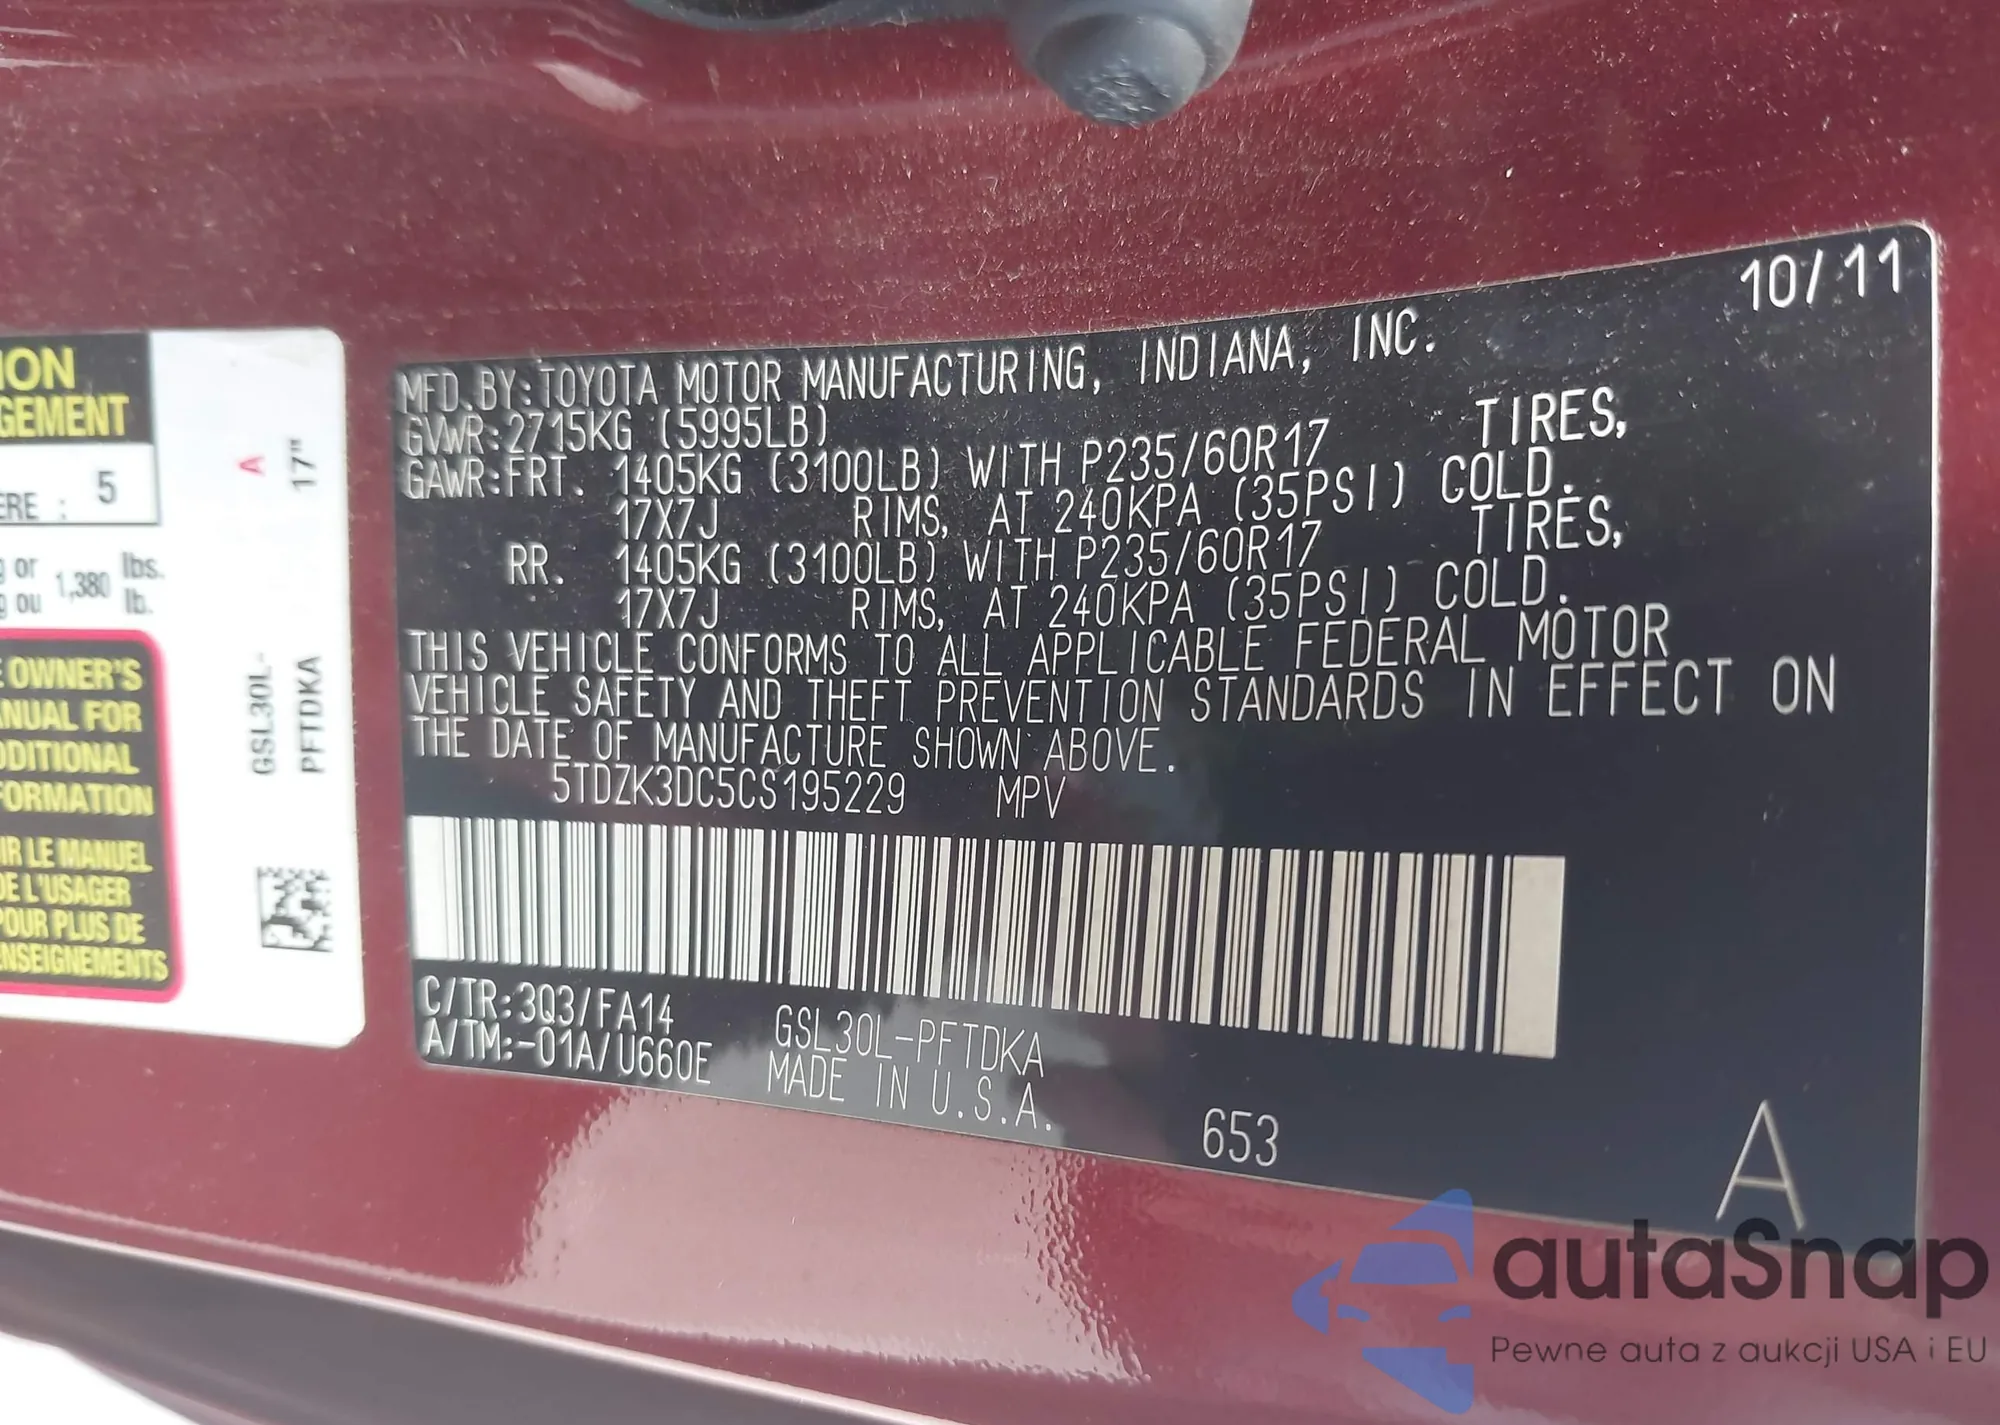 ION
GEMENT
ERE : 5
g or 1,380 lbs.
g ou lb.
OWNER'S
NUAL FOR
DDITIONAL
FORMATION
IR LE MANUEL
DE L'USAGER
POUR PLUS DE
ENSEIGNEMENTS
A
17"
GSL30L-
PFTDKA
10/11
MFD.BY:TOYOTA MOTOR MANUFACTURING, INDIANA, INC.
GVWR:2715KG (5995LB)
GAWR:FRT. 1405KG (3100LB) WITH P235/60R17 TIRES,
17X7J RIMS, AT 240KPA (35PSI) COLD.
RR. 1405KG (3100LB) WITH P235/60R17 TIRES,
17X7J RIMS, AT 240KPA (35PSI) COLD.
THIS VEHICLE CONFORMS TO ALL APPLICABLE FEDERAL MOTOR
VEHICLE SAFETY AND THEFT PREVENTION STANDARDS IN EFFECT ON
THE DATE OF MANUFACTURE SHOWN ABOVE.
5TDZK3DC5CS195229 MPV
C/TR:3Q3/FA14
A/TM:-01A/U660E
GSL30L-PFTDKA
MADE IN U.S.A.
653
A
autaSnap
Pewne auta z aukcji USA i EU